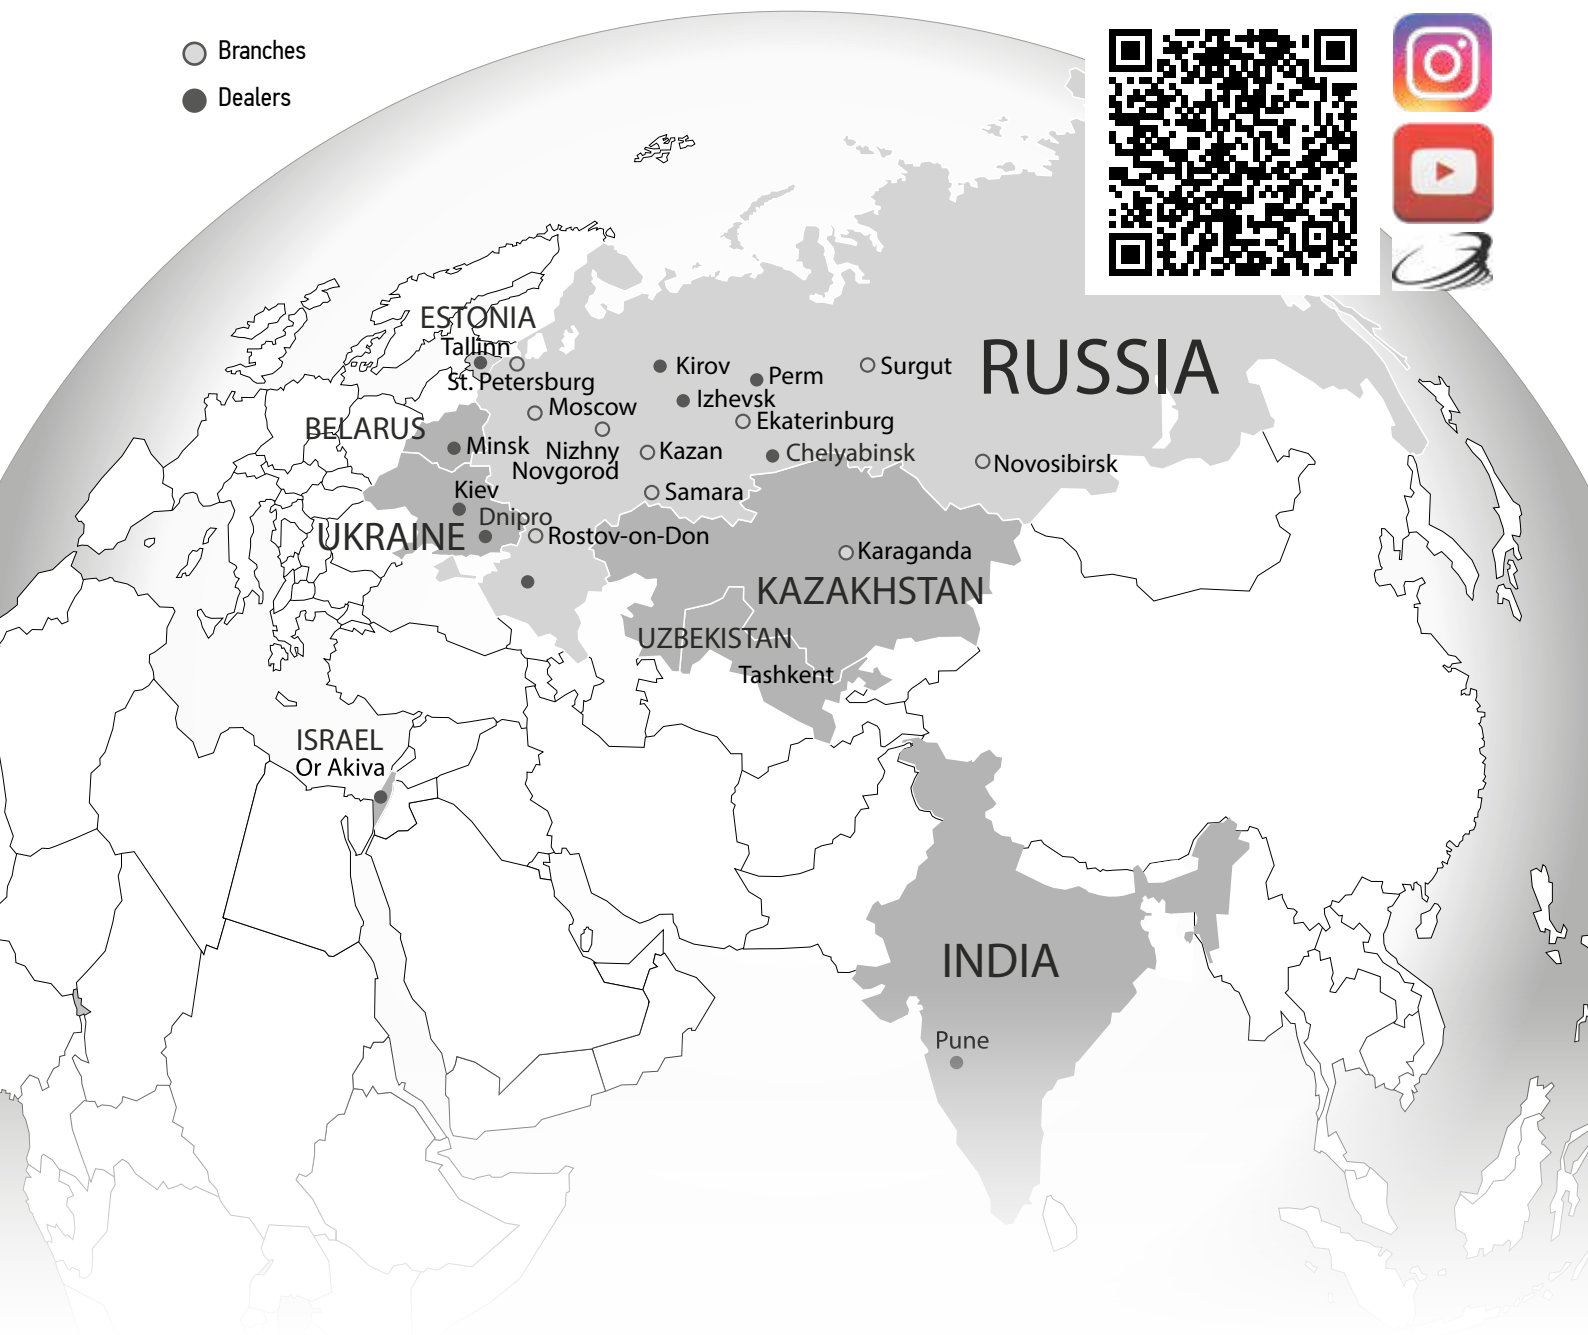 Branches
Dealers
ESTONIA
Tallinn
St. Petersburg
Kirov
Perm
Surgut
RUSSIA
Izhevsk
Moscow
Ekaterinburg
BELARUS
Minsk
Nizhny
Novgorod
Kazan
Chelyabinsk
Novosibirsk
Kiev
Samara
Dnipro
UKRAINE
Rostov-on-Don
Karaganda
KAZAKHSTAN
UZBEKISTAN
Tashkent
ISRAEL
Or Akiva
INDIA
Pune